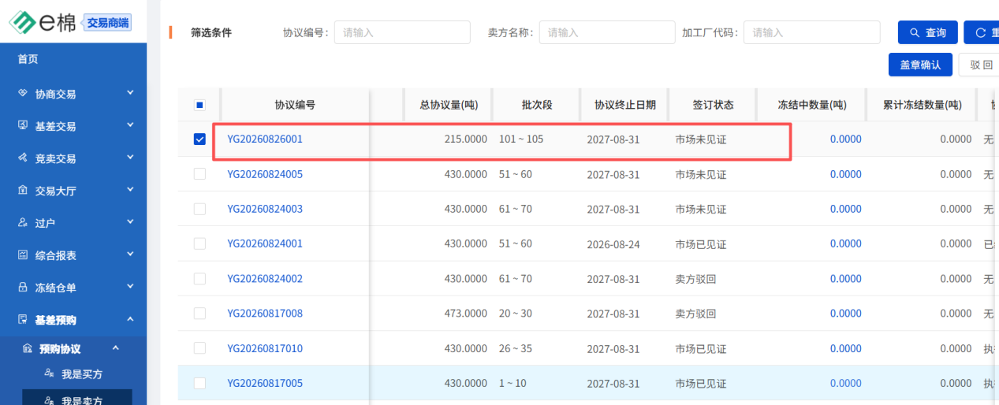 e棉 交易商端
筛选条件 协议编号: 请输入 卖方名称: 请输入 加工厂代码: 请输入 查询
盖章确认 驳回
首页
协商交易
基差交易
竞卖交易
交易大厅
过户
综合报表
冻结仓单
基差预购
预购协议
我是买方
我是卖方
协议编号 总协议量(吨) 批次段 协议终止日期 签订状态 冻结中数量(吨) 累计冻结数量(吨)
YG20260826001 215.0000 101 ~ 105 2027-08-31 市场未见证 0.0000 0.0000 无
YG20260824005 430.0000 51 ~ 60 2027-08-31 市场未见证 0.0000 0.0000 无
YG20260824003 430.0000 61 ~ 70 2027-08-31 市场未见证 0.0000 0.0000 无
YG20260824001 430.0000 51 ~ 60 2026-08-24 市场已见证 0.0000 0.0000 已
YG20260824002 430.0000 61 ~ 70 2027-08-31 卖方驳回 0.0000 0.0000 无
YG20260817008 473.0000 20 ~ 30 2027-08-31 卖方驳回 0.0000 0.0000 无
YG20260817010 430.0000 26 ~ 35 2027-08-31 市场已见证 0.0000 0.0000 执
YG20260817005 430.0000 1 ~ 10 2027-08-31 市场已见证 0.0000 0.0000 执